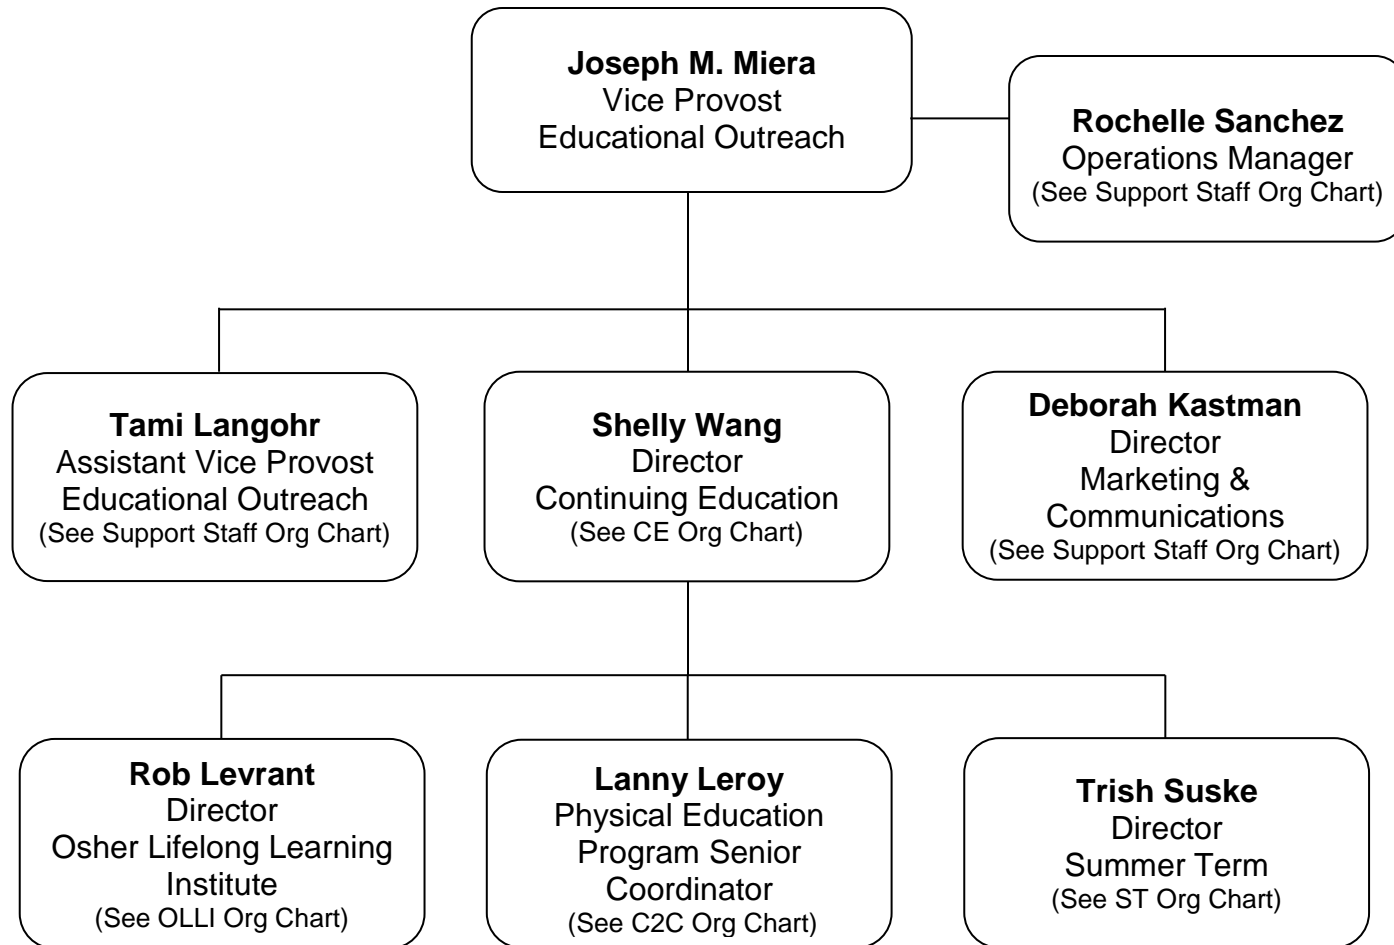 Joseph M. Miera
Vice Provost
Educational Outreach
Rochelle Sanchez
Operations Manager
(See Support Staff Org Chart)
Tami Langohr
Assistant Vice Provost
Educational Outreach
(See Support Staff Org Chart)
Shelly Wang
Director
Continuing Education
(See CE Org Chart)
Deborah Kastman
Director
Marketing &
Communications
(See Support Staff Org Chart)
Rob Levrant
Director
Osher Lifelong Learning
Institute
(See OLLI Org Chart)
Lanny Leroy
Physical Education
Program Senior
Coordinator
(See C2C Org Chart)
Trish Suske
Director
Summer Term
(See ST Org Chart)